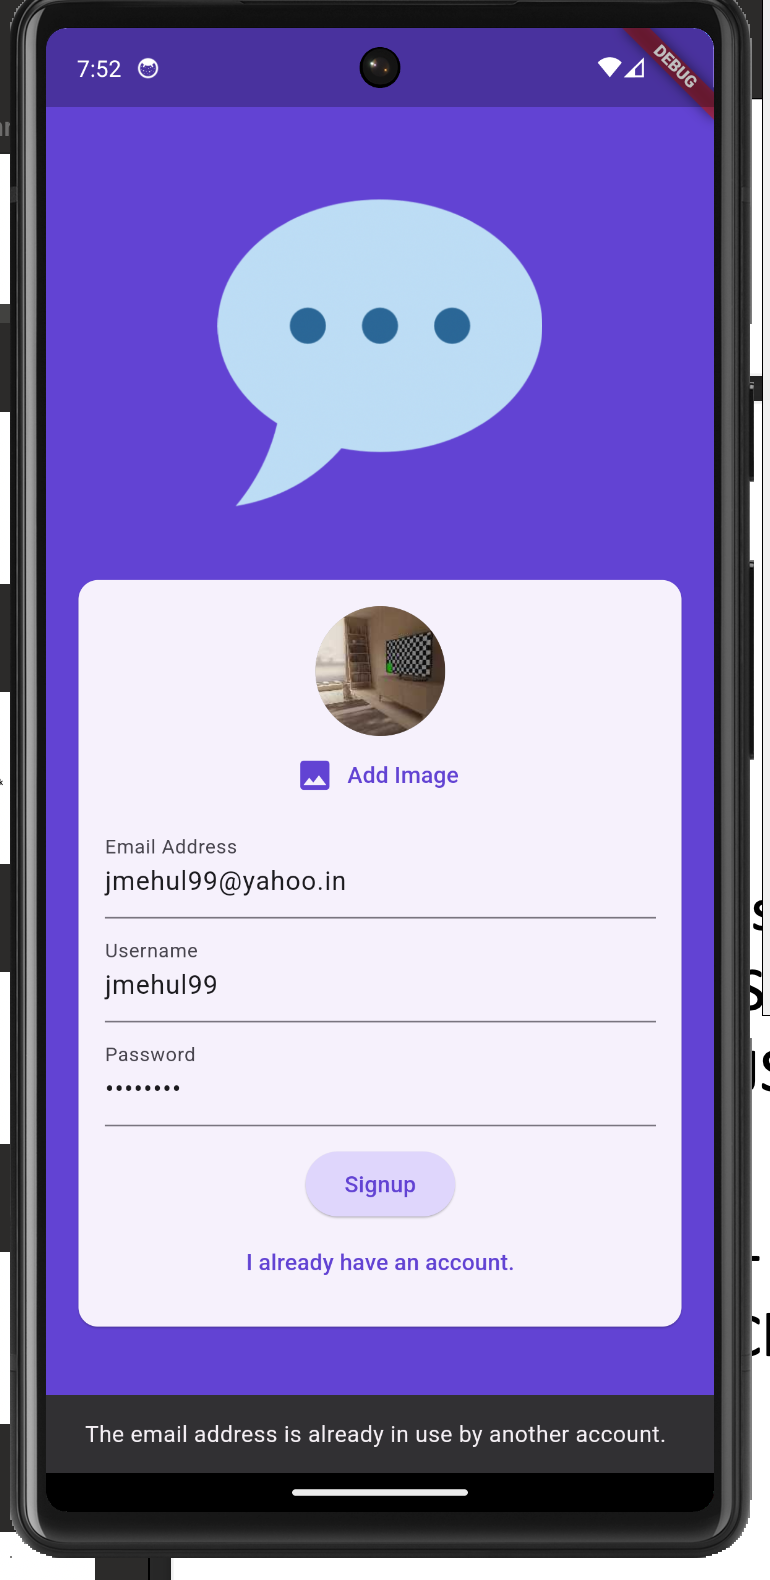 7:52
DEBUG
Add Image
Email Address
jmehul99@yahoo.in
Username
jmehul99
Password
••••••••
Signup
I already have an account.
The email address is already in use by another account.